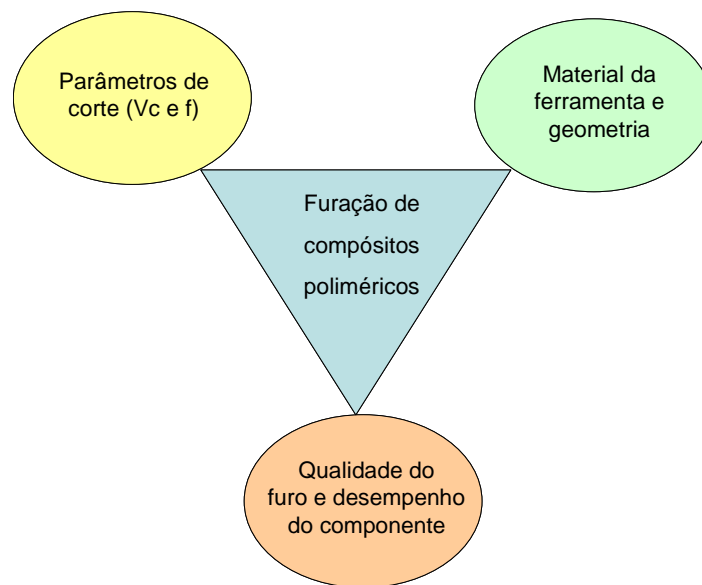 Parâmetros de
corte (Vc e f)
Material da
ferramenta e
geometria
Furação de
compósitos
poliméricos
Qualidade do
furo e desempenho
do componente